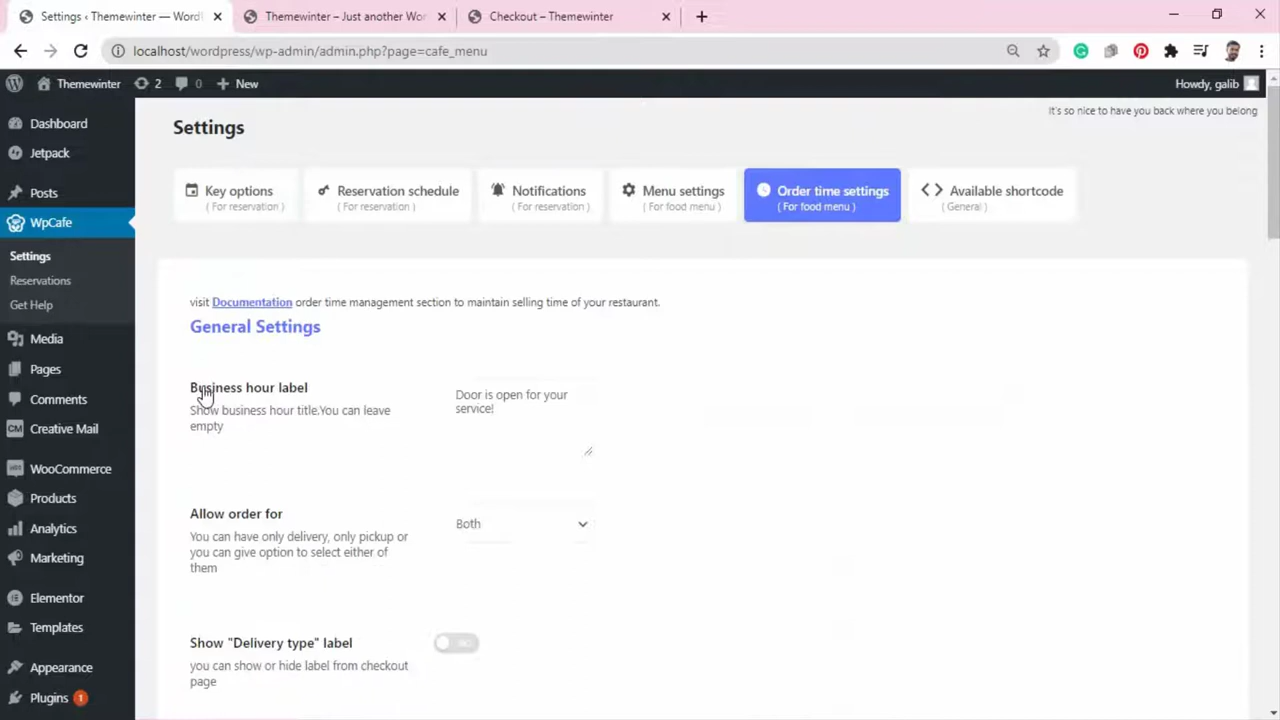 Settings ‹ Themewinter — Word
Themewinter – Just another Wor
Checkout – Themewinter
localhost/wordpress/wp-admin/admin.php?page=cafe_menu
Themewinter
2
0
New
Howdy, galib
It's so nice to have you back where you belong
Dashboard
Jetpack
Posts
WpCafe
Settings
Reservations
Get Help
Media
Pages
Comments
Creative Mail
WooCommerce
Products
Analytics
Marketing
Elementor
Templates
Appearance
Plugins 1
Settings
Key options
( For reservation )
Reservation schedule
( For reservation )
Notifications
( For reservation )
Menu settings
( For food menu )
Order time settings
( For food menu )
Available shortcode
( General )
visit Documentation order time management section to maintain selling time of your restaurant.
General Settings
Business hour label
Show business hour title.You can leave
empty
Door is open for your
service!
Allow order for
You can have only delivery, only pickup or
you can give option to select either of
them
Both
Show "Delivery type" label
you can show or hide label from checkout
page
NO